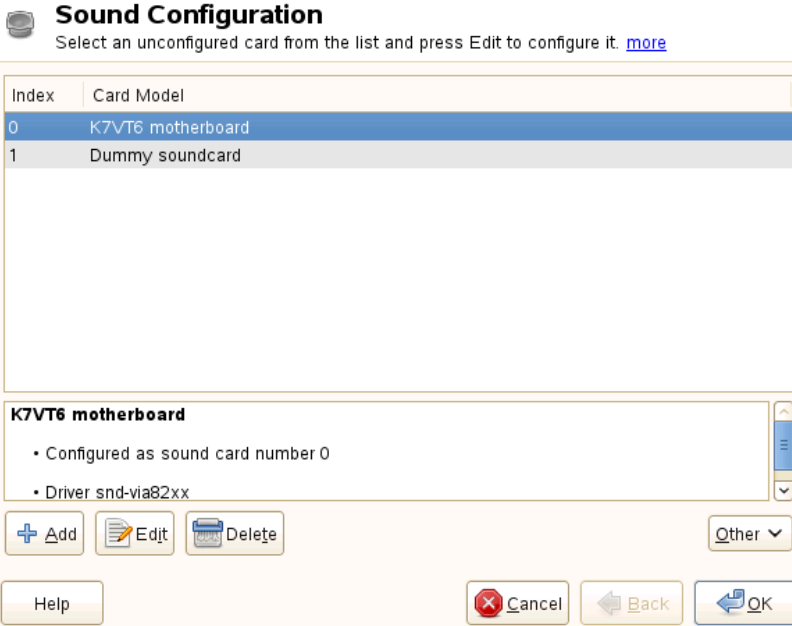 Sound Configuration
Select an unconfigured card from the list and press Edit to configure it. more
Index Card Model
0 K7VT6 motherboard
1 Dummy soundcard
K7VT6 motherboard
• Configured as sound card number 0
• Driver snd-via82xx
Add Edit Delete Other
Help Cancel Back OK